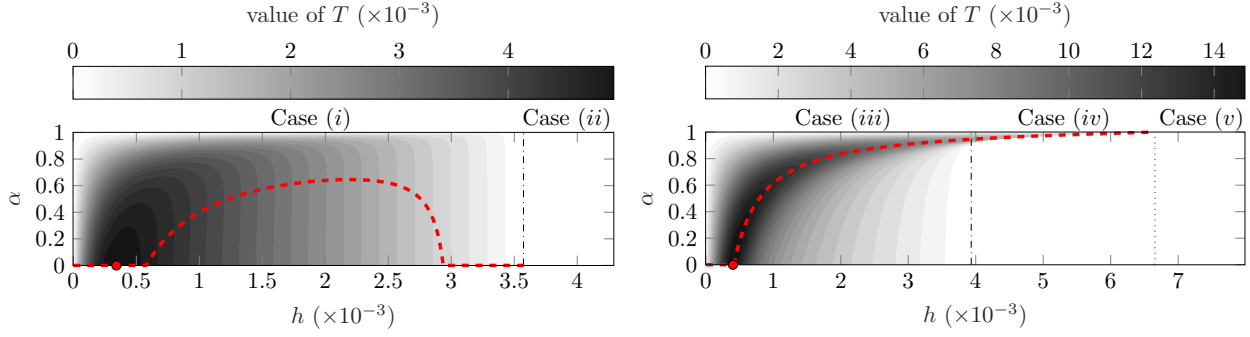 value of T (×10⁻³)
0 1 2 3 4
Case (i) Case (ii)
1
0.8
0.6
0.4
0.2
0
α
0 0.5 1 1.5 2 2.5 3 3.5 4
h (×10⁻³)
value of T (×10⁻³)
0 2 4 6 8 10 12 14
Case (iii) Case (iv) Case (v)
1
0.8
0.6
0.4
0.2
0
α
0 1 2 3 4 5 6 7
h (×10⁻³)